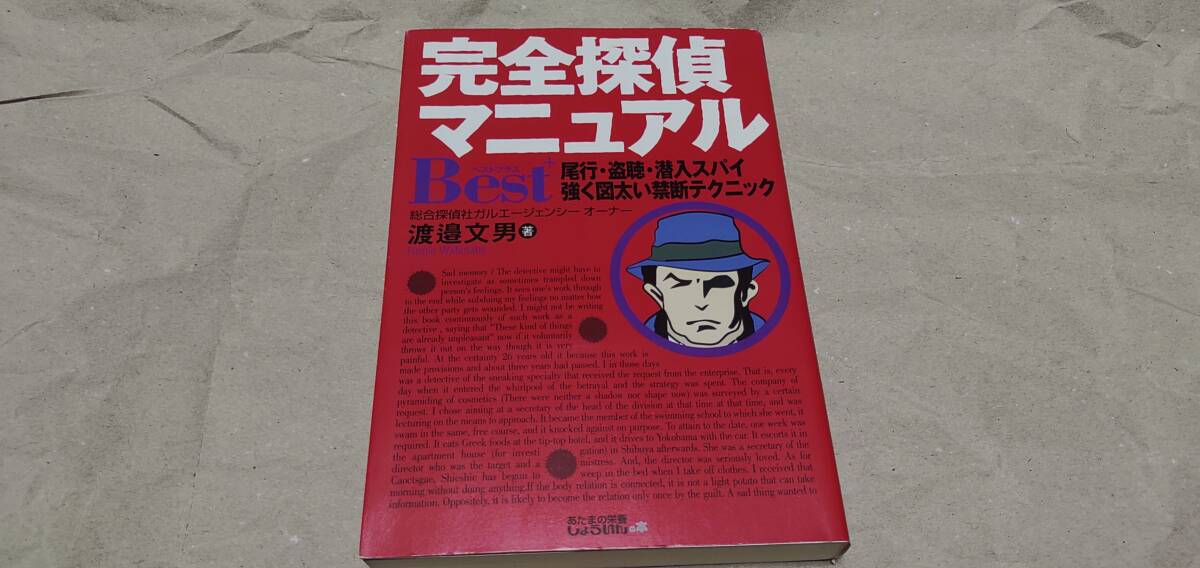 完全探偵
マニュアル
ベストプラス
Best+
尾行・盗聴・潜入スパイ
強く図太い禁断テクニック
総合探偵社ガルエージェンシー オーナー
渡邉文男 著
Fumio Watanabe
Sad memory / The detective might have to
investigate as sometimes trampled down
person's feelings. It sees one's work through
to the end while subduing my feelings no matter how
the other party gets wounded. I might not be writing
this book continuously of such work as a
detective , saying that "These kind of things
are already unpleasant" now if it voluntarily
throws it out on the way though it is very
painful. At the certainty 26 years old it because this work is
made provisions and about three years had passed. I in those days
was a detective of the sneaking specialty that received the request from the enterprise. That is, every
day when it entered the whirlpool of the betrayal and the strategy was spent. The company of
pyramiding of cosmetics (There were neither a shadow nor shape now) was surveyed by a certain
request. I chose aiming at a secretary of the head of the division at that time at that time, and was
lecturing on the means to approach. It became the member of the swimming school to which she went, it
swam in the same, free course, and it knocked against on purpose. To attain to the date, one week was
required. It eats Greek foods at the tip-top hotel, and it drives to Yokohama with the car. It escorts it in
the apartment house (for investi gation) in Shibuya afterwards. She was a secretary of the
director who was the target and a mistress. And, the director was seriously loved. As for
Caoctsgae, Shieshic has begun to weep in the bed when I take off clothes. I received that
morning without doing anything.If the body relation is connected, it is not a light potato that can take
information. Oppositely, it is likely to become the relation only once by the guilt. A sad thing wanted to
あたまの栄養
しょういんの本